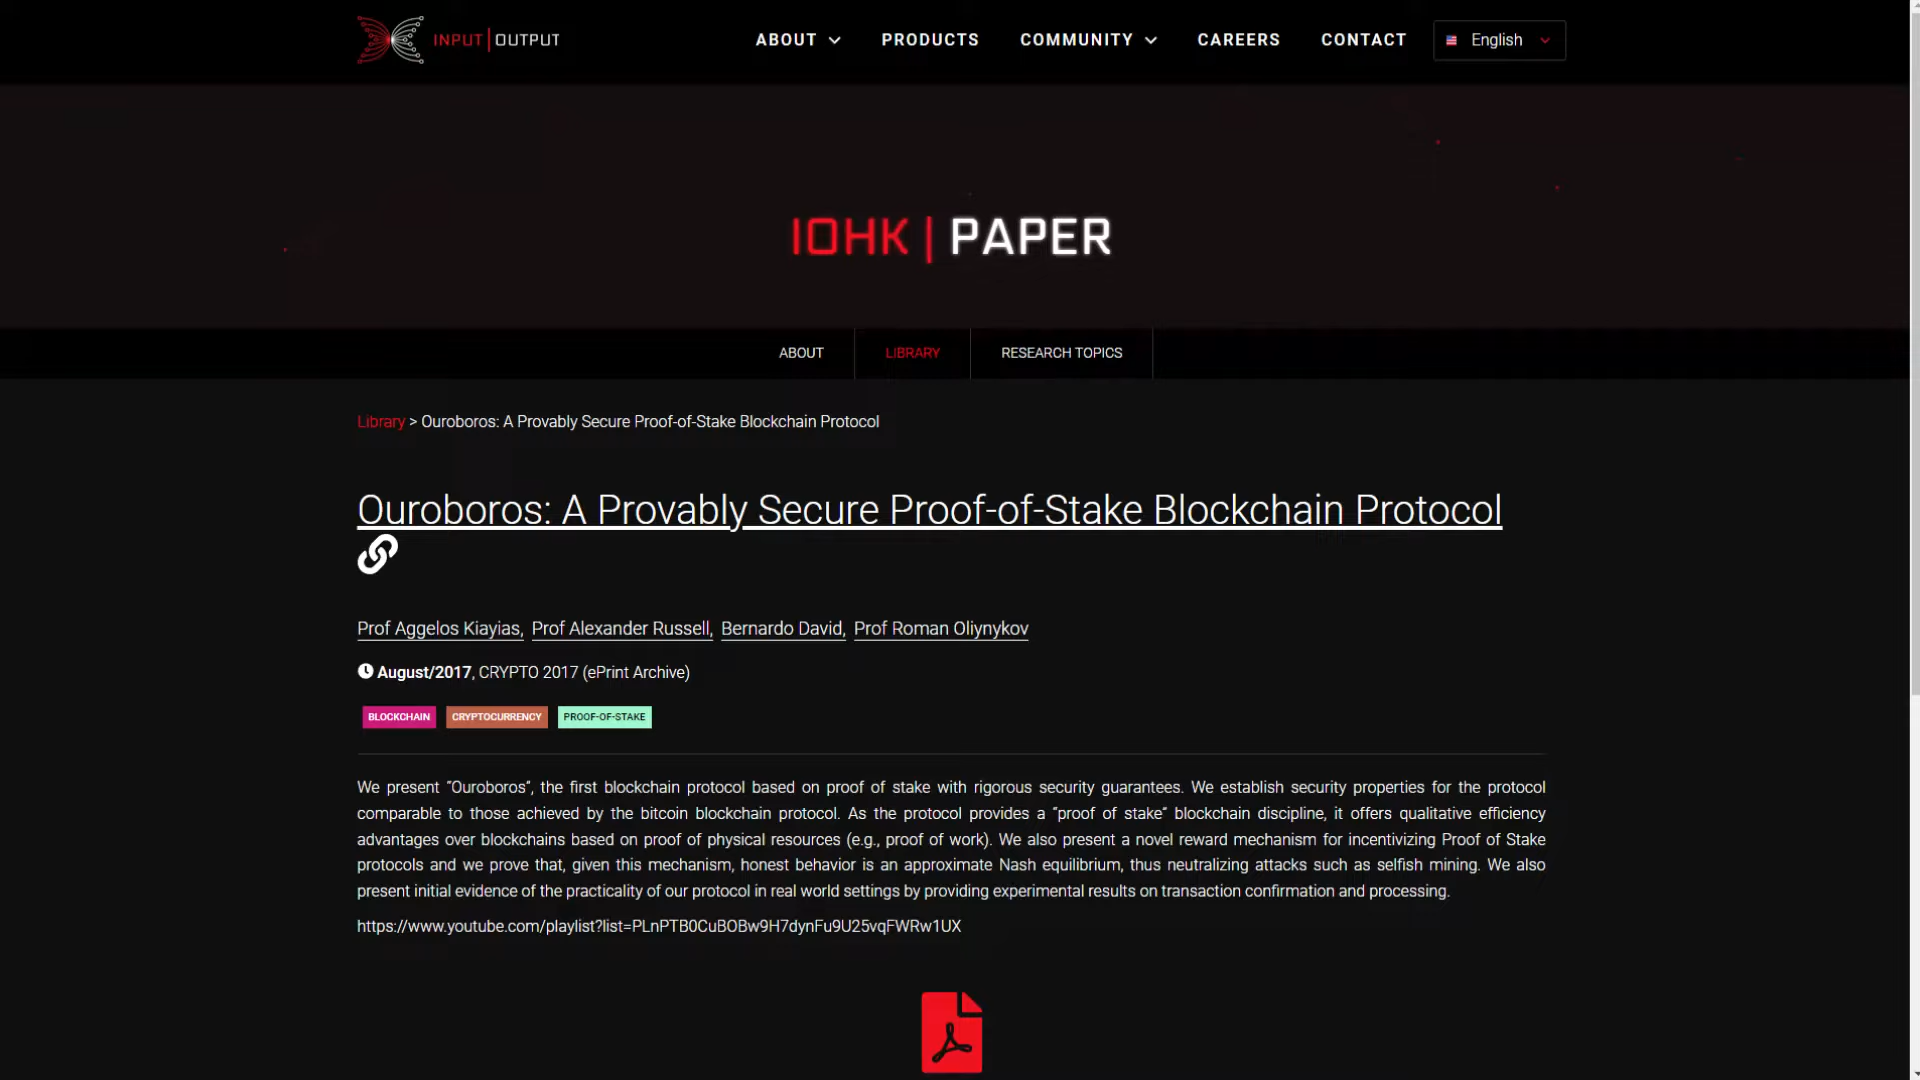 INPUT | OUTPUT
ABOUT
PRODUCTS
COMMUNITY
CAREERS
CONTACT
English
IOHK | PAPER
ABOUT
LIBRARY
RESEARCH TOPICS
Library > Ouroboros: A Provably Secure Proof-of-Stake Blockchain Protocol
Ouroboros: A Provably Secure Proof-of-Stake Blockchain Protocol
Prof Aggelos Kiayias, Prof Alexander Russell, Bernardo David, Prof Roman Oliynykov
August/2017, CRYPTO 2017 (ePrint Archive)
BLOCKCHAIN
CRYPTOCURRENCY
PROOF-OF-STAKE
We present “Ouroboros”, the first blockchain protocol based on proof of stake with rigorous security guarantees. We establish security properties for the protocol
comparable to those achieved by the bitcoin blockchain protocol. As the protocol provides a “proof of stake” blockchain discipline, it offers qualitative efficiency
advantages over blockchains based on proof of physical resources (e.g., proof of work). We also present a novel reward mechanism for incentivizing Proof of Stake
protocols and we prove that, given this mechanism, honest behavior is an approximate Nash equilibrium, thus neutralizing attacks such as selfish mining. We also
present initial evidence of the practicality of our protocol in real world settings by providing experimental results on transaction confirmation and processing.
https://www.youtube.com/playlist?list=PLnPTB0CuBOBw9H7dynFu9U25vqFWRw1UX